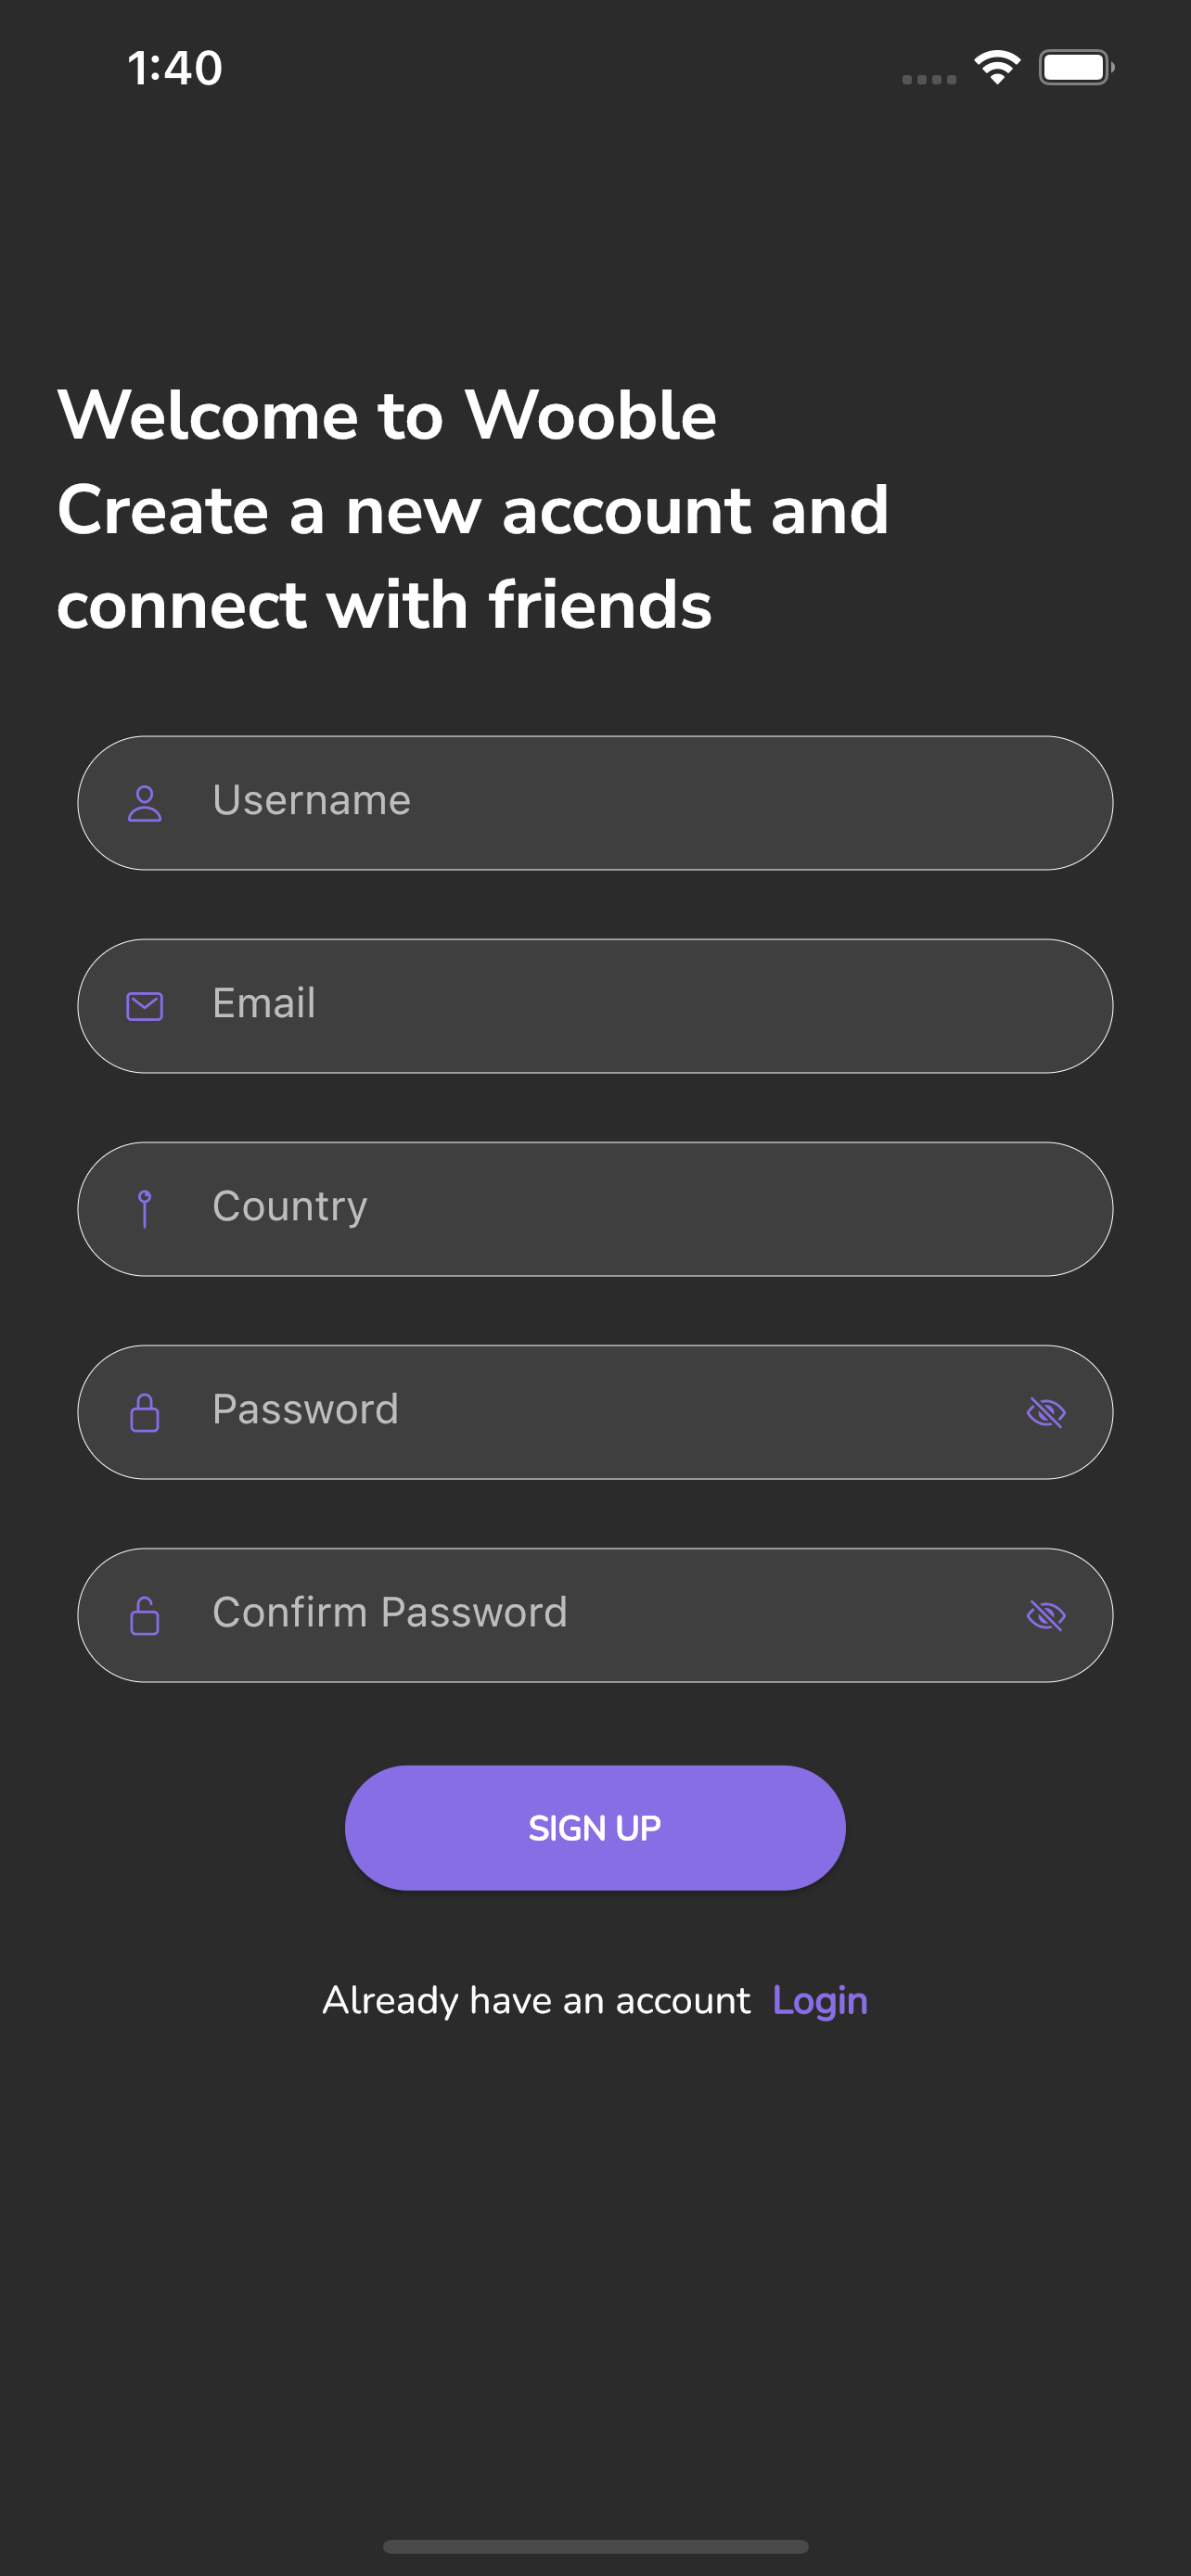 1:40
Welcome to Wooble
Create a new account and
connect with friends
Username
Email
Country
Password
Confirm Password
SIGN UP
Already have an account Login